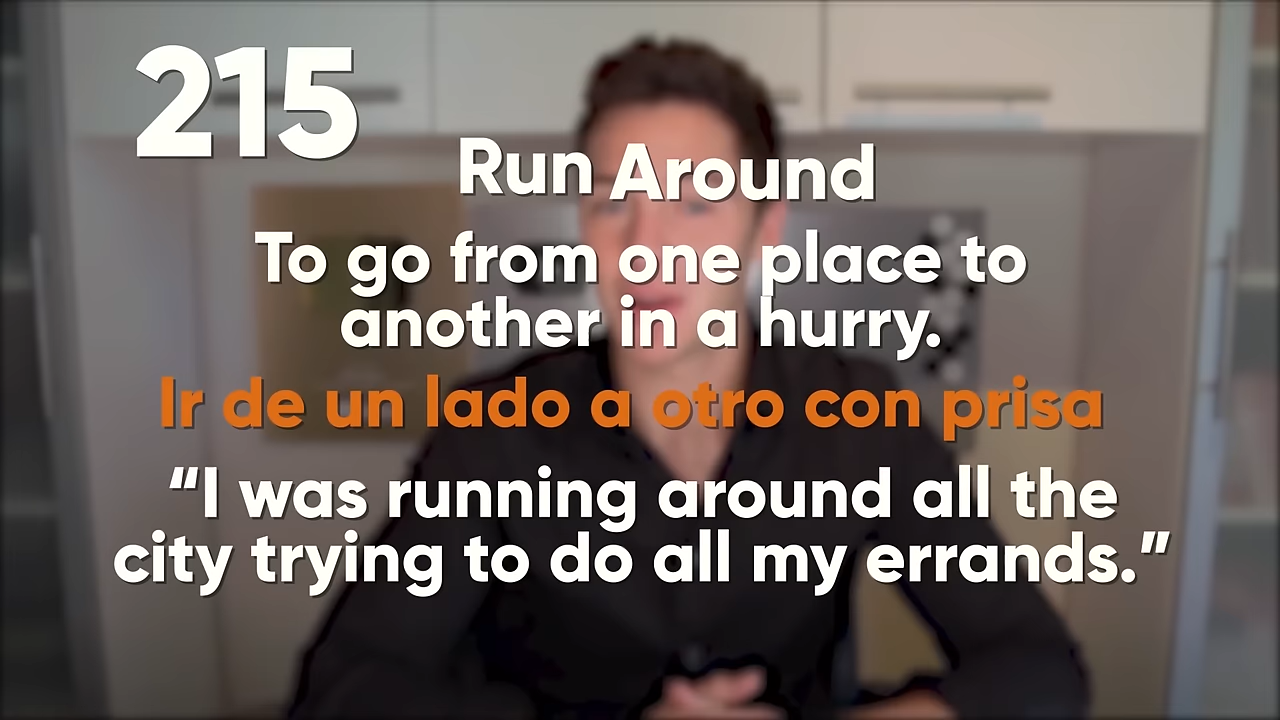 215
Run Around
To go from one place to
another in a hurry.
Ir de un lado a otro con prisa
“I was running around all the
city trying to do all my errands.”